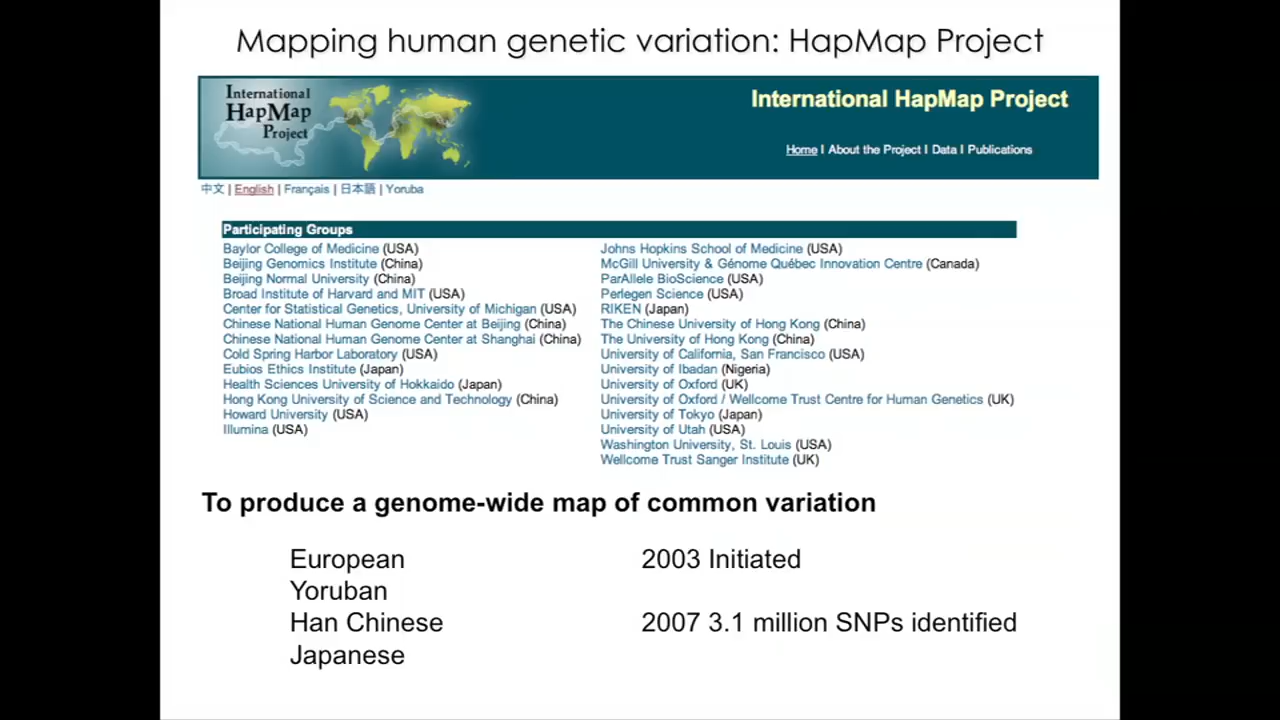 Mapping human genetic variation: HapMap Project
International
HapMap
Project
International HapMap Project
Home | About the Project | Data | Publications
中文 | English | Français | 日本語 | Yoruba
Participating Groups
Baylor College of Medicine (USA)
Beijing Genomics Institute (China)
Beijing Normal University (China)
Broad Institute of Harvard and MIT (USA)
Center for Statistical Genetics, University of Michigan (USA)
Chinese National Human Genome Center at Beijing (China)
Chinese National Human Genome Center at Shanghai (China)
Cold Spring Harbor Laboratory (USA)
Eubios Ethics Institute (Japan)
Health Sciences University of Hokkaido (Japan)
Hong Kong University of Science and Technology (China)
Howard University (USA)
Illumina (USA)
Johns Hopkins School of Medicine (USA)
McGill University & Génome Québec Innovation Centre (Canada)
ParAllele BioScience (USA)
Perlegen Science (USA)
RIKEN (Japan)
The Chinese University of Hong Kong (China)
The University of Hong Kong (China)
University of California, San Francisco (USA)
University of Ibadan (Nigeria)
University of Oxford (UK)
University of Oxford / Wellcome Trust Centre for Human Genetics (UK)
University of Tokyo (Japan)
University of Utah (USA)
Washington University, St. Louis (USA)
Wellcome Trust Sanger Institute (UK)
To produce a genome-wide map of common variation
European
Yoruban
Han Chinese
Japanese
2003 Initiated
2007 3.1 million SNPs identified